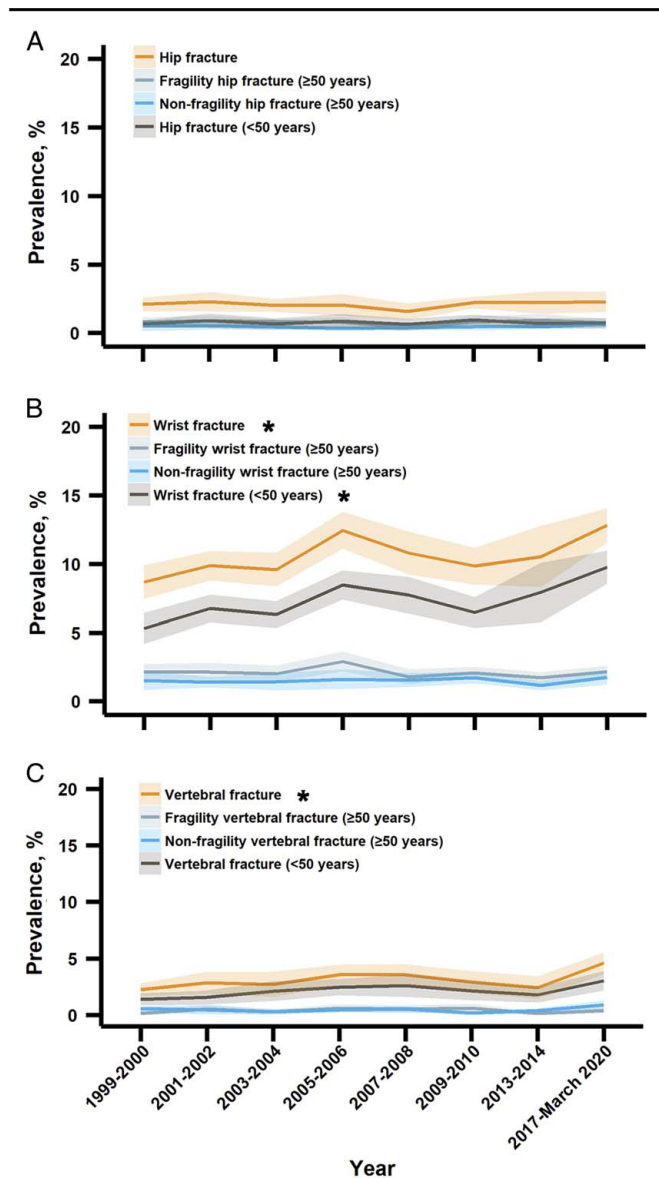 A
Prevalence, %
20
15
10
5
0
Hip fracture
Fragility hip fracture (≥50 years)
Non-fragility hip fracture (≥50 years)
Hip fracture (<50 years)
B
Prevalence, %
20
15
10
5
0
Wrist fracture *
Fragility wrist fracture (≥50 years)
Non-fragility wrist fracture (≥50 years)
Wrist fracture (<50 years) *
C
Prevalence, %
20
15
10
5
0
Vertebral fracture *
Fragility vertebral fracture (≥50 years)
Non-fragility vertebral fracture (≥50 years)
Vertebral fracture (<50 years)
1999-2000
2001-2002
2003-2004
2005-2006
2007-2008
2009-2010
2013-2014
2017-March 2020
Year